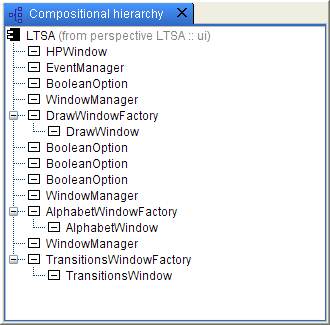 Compositional hierarchy
LTSA (from perspective LTSA :: ui)
HPWindow
EventManager
BooleanOption
WindowManager
DrawWindowFactory
DrawWindow
BooleanOption
BooleanOption
BooleanOption
WindowManager
AlphabetWindowFactory
AlphabetWindow
WindowManager
TransitionsWindowFactory
TransitionsWindow